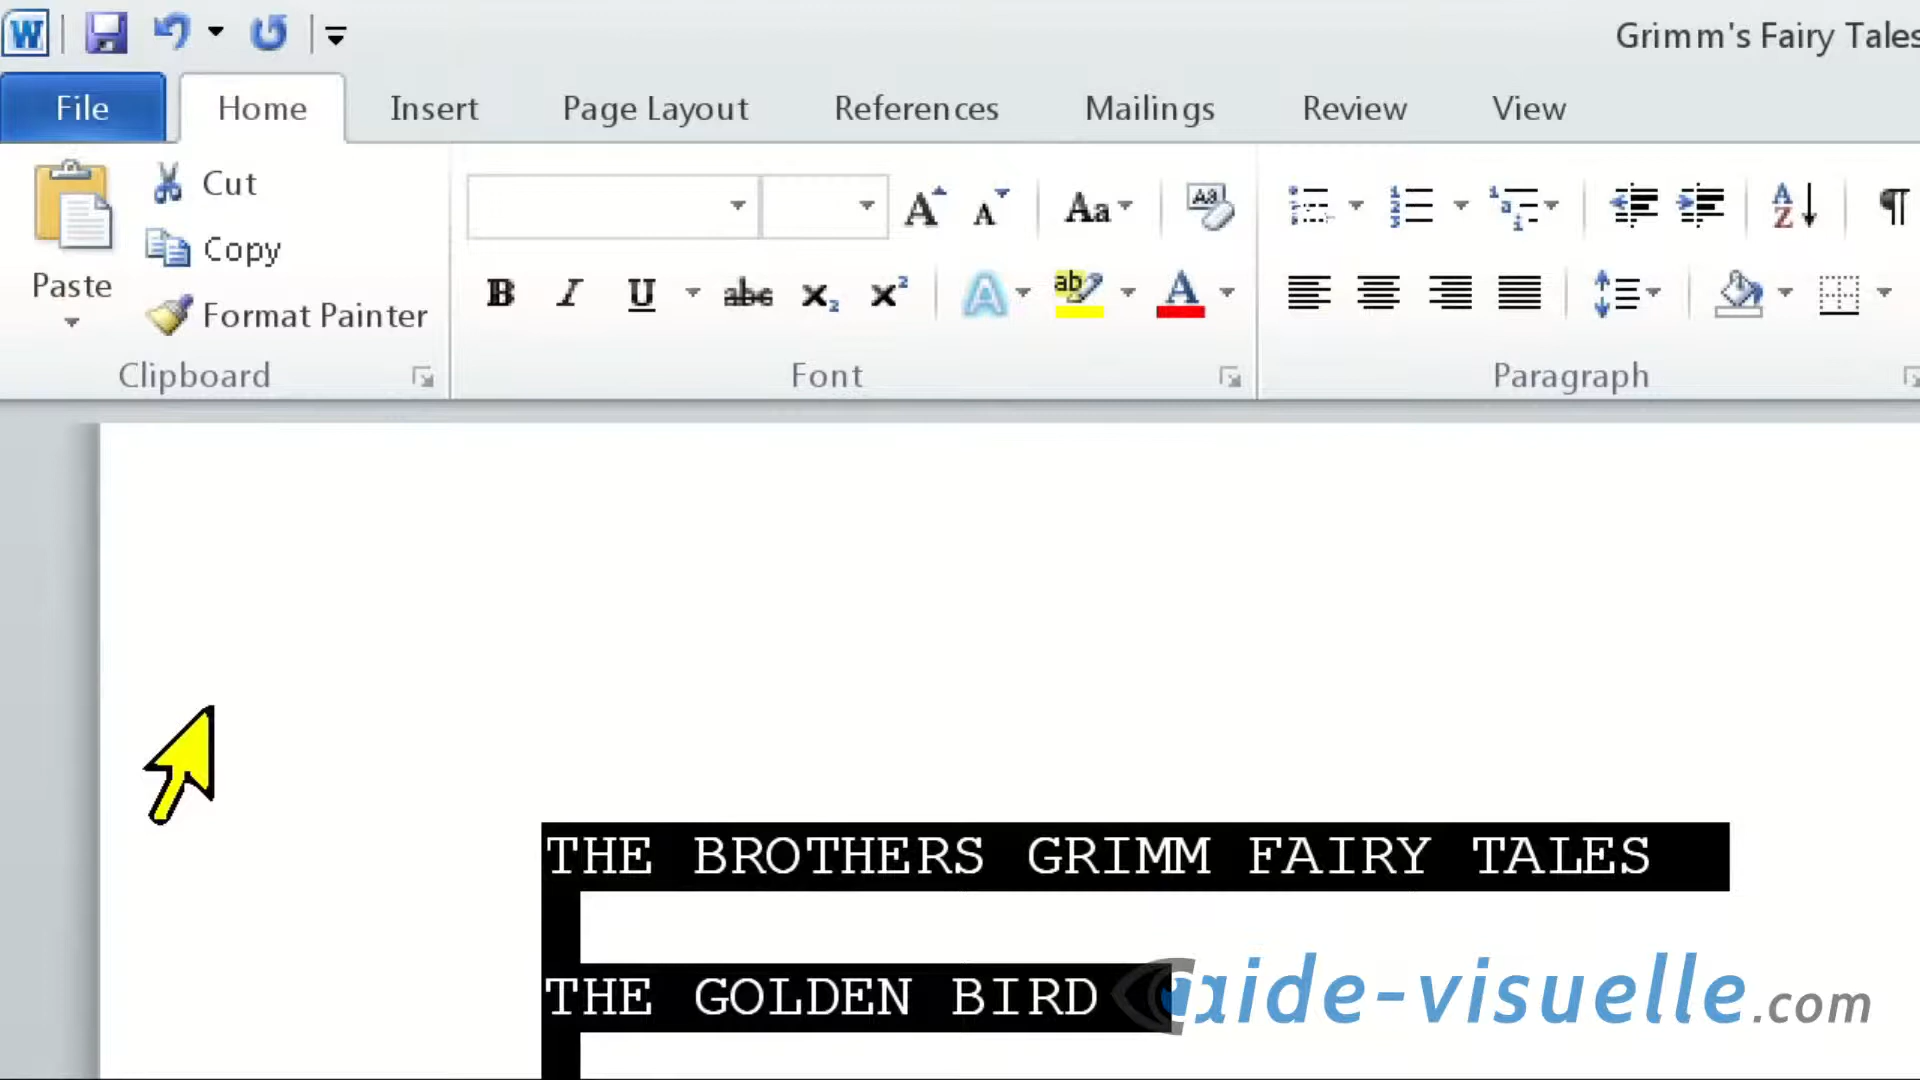 Grimm's Fairy Tales
File Home Insert Page Layout References Mailings Review View
Paste
Cut
Copy
Format Painter
Clipboard
Font
Paragraph
THE BROTHERS GRIMM FAIRY TALES
THE GOLDEN BIRD
aide-visuelle.com